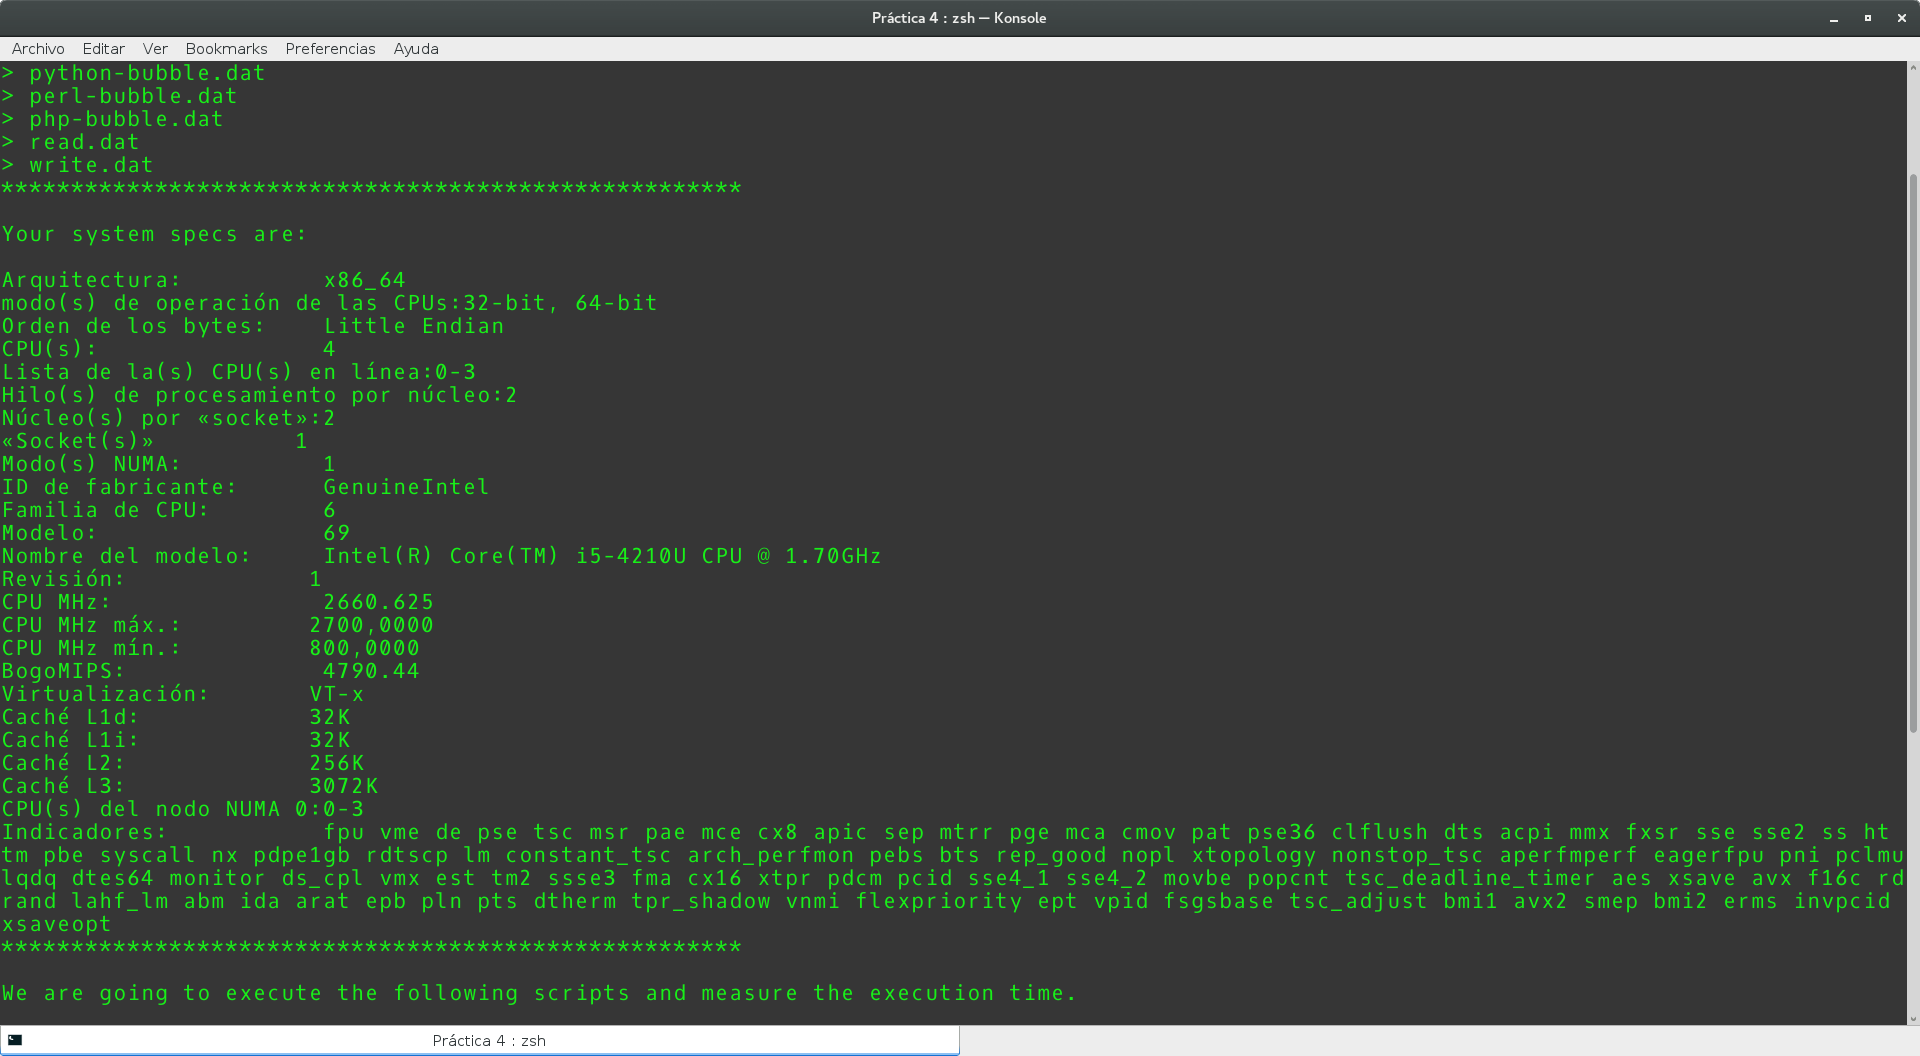 Práctica 4 : zsh — Konsole
Archivo Editar Ver Bookmarks Preferencias Ayuda
> python-bubble.dat
> perl-bubble.dat
> php-bubble.dat
> read.dat
> write.dat
*****************************************************
Your system specs are:
Arquitectura:          x86_64
modo(s) de operación de las CPUs:32-bit, 64-bit
Orden de los bytes:    Little Endian
CPU(s):                4
Lista de la(s) CPU(s) en línea:0-3
Hilo(s) de procesamiento por núcleo:2
Núcleo(s) por «socket»:2
«Socket(s)»          1
Modo(s) NUMA:          1
ID de fabricante:      GenuineIntel
Familia de CPU:        6
Modelo:                69
Nombre del modelo:     Intel(R) Core(TM) i5-4210U CPU @ 1.70GHz
Revisión:             1
CPU MHz:               2660.625
CPU MHz máx.:         2700,0000
CPU MHz mín.:         800,0000
BogoMIPS:              4790.44
Virtualización:       VT-x
Caché L1d:            32K
Caché L1i:            32K
Caché L2:             256K
Caché L3:             3072K
CPU(s) del nodo NUMA 0:0-3
Indicadores:           fpu vme de pse tsc msr pae mce cx8 apic sep mtrr pge mca cmov pat pse36 clflush dts acpi mmx fxsr sse sse2 ss ht
tm pbe syscall nx pdpe1gb rdtscp lm constant_tsc arch_perfmon pebs bts rep_good nopl xtopology nonstop_tsc aperfmperf eagerfpu pni pclmu
lqdq dtes64 monitor ds_cpl vmx est tm2 ssse3 fma cx16 xtpr pdcm pcid sse4_1 sse4_2 movbe popcnt tsc_deadline_timer aes xsave avx f16c rd
rand lahf_lm abm ida arat epb pln pts dtherm tpr_shadow vnmi flexpriority ept vpid fsgsbase tsc_adjust bmi1 avx2 smep bmi2 erms invpcid
xsaveopt
*****************************************************
We are going to execute the following scripts and measure the execution time.
Práctica 4 : zsh